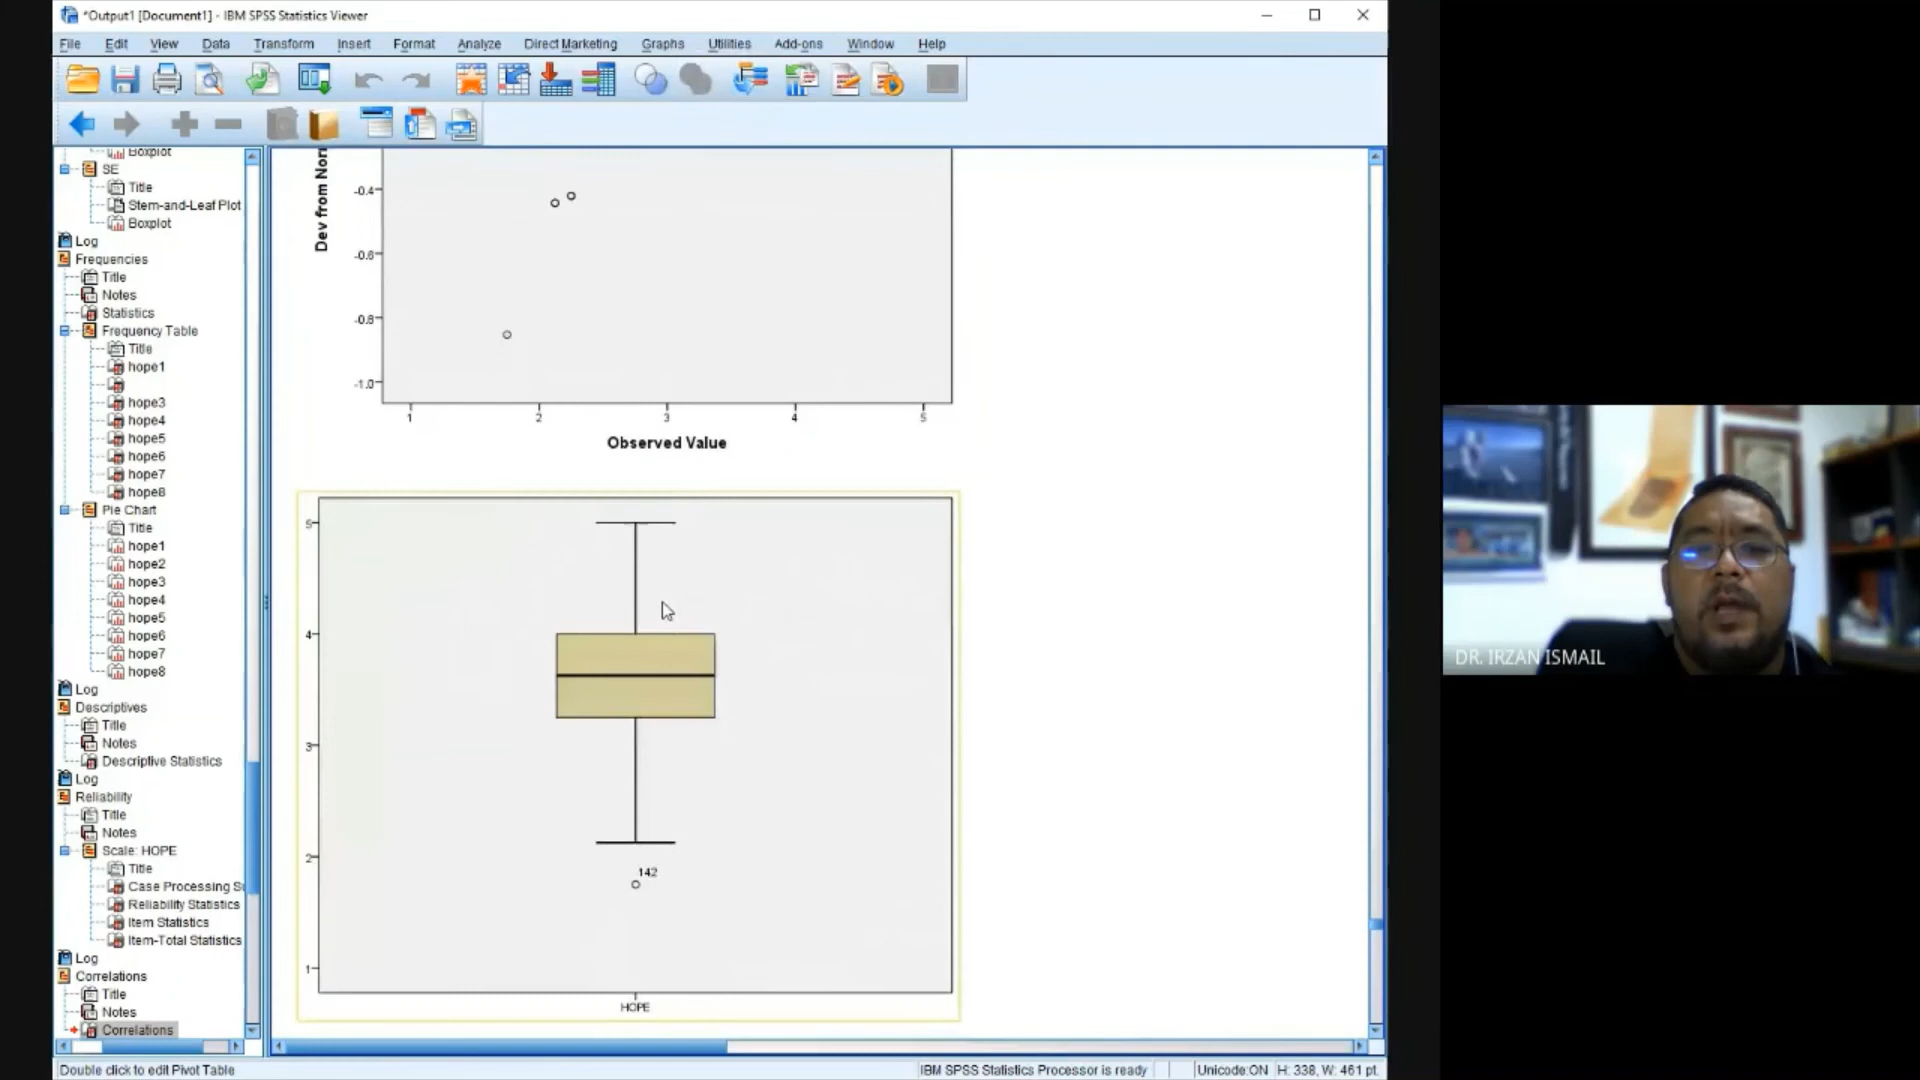 *Output1 [Document1] - IBM SPSS Statistics Viewer
File Edit View Data Transform Insert Format Analyze Direct Marketing Graphs Utilities Add-ons Window Help
Boxplot
SE
Title
Stem-and-Leaf Plot
Boxplot
Log
Frequencies
Title
Notes
Statistics
Frequency Table
Title
hope1
hope3
hope4
hope5
hope6
hope7
hope8
Pie Chart
Title
hope1
hope2
hope3
hope4
hope5
hope6
hope7
hope8
Log
Descriptives
Title
Notes
Descriptive Statistics
Log
Reliability
Title
Notes
Scale: HOPE
Title
Case Processing
Reliability Statistics
Item Statistics
Item-Total Statistics
Log
Correlations
Title
Notes
Correlations
Dev from
-0.4
-0.6
-0.8
-1.0
1 2 3 4 5
Observed Value
5
4
3
2
1
142
HOPE
DR. IRZAN ISMAIL
Double click to edit Pivot Table
IBM SPSS Statistics Processor is ready
Unicode:ON
H: 338, W: 461 pt.